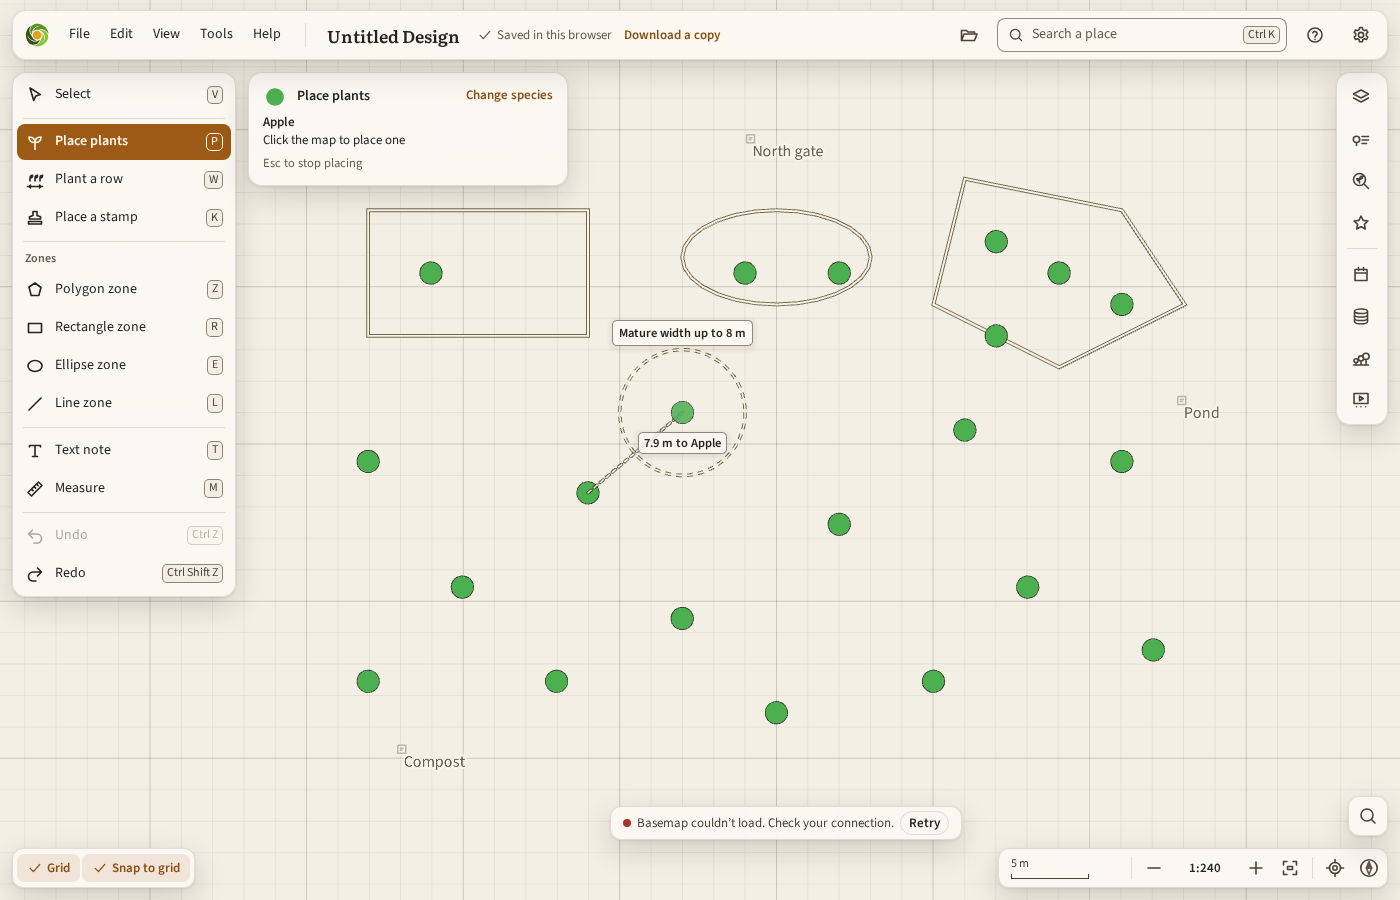 File Edit View Tools Help
Untitled Design
Saved in this browser
Download a copy
Search a place
Ctrl K
Select V
Place plants P
Plant a row W
Place a stamp K
Zones
Polygon zone Z
Rectangle zone R
Ellipse zone E
Line zone L
Text note T
Measure M
Undo Ctrl Z
Redo Ctrl Shift Z
Place plants
Change species
Apple
Click the map to place one
Esc to stop placing
North gate
Mature width up to 8 m
7.9 m to Apple
Pond
Compost
Basemap couldn’t load. Check your connection.
Retry
Grid
Snap to grid
5 m
1:240